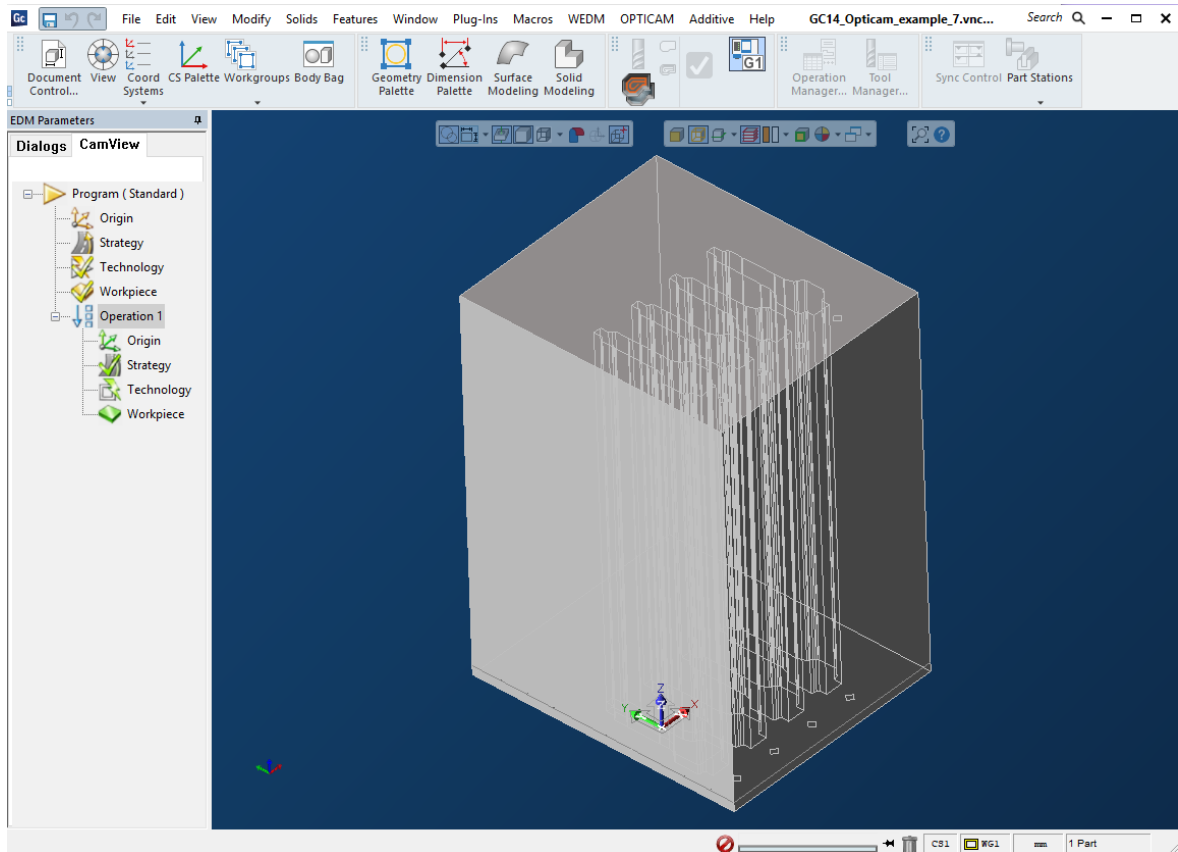 Gc File Edit View Modify Solids Features Window Plug-Ins Macros WEDM OPTICAM Additive Help GC14_Opticam_example_7.vnc... Search
Document Control...
View
Coord Systems
CS Palette
Workgroups
Body Bag
Geometry Palette
Dimension Palette
Surface Modeling
Solid Modeling
G1
Operation Manager...
Tool Manager...
Sync Control
Part Stations
EDM Parameters
Dialogs CamView
Program ( Standard )
Origin
Strategy
Technology
Workpiece
Operation 1
Origin
Strategy
Technology
Workpiece
Z
Y X
CS1 WG1 mm 1 Part